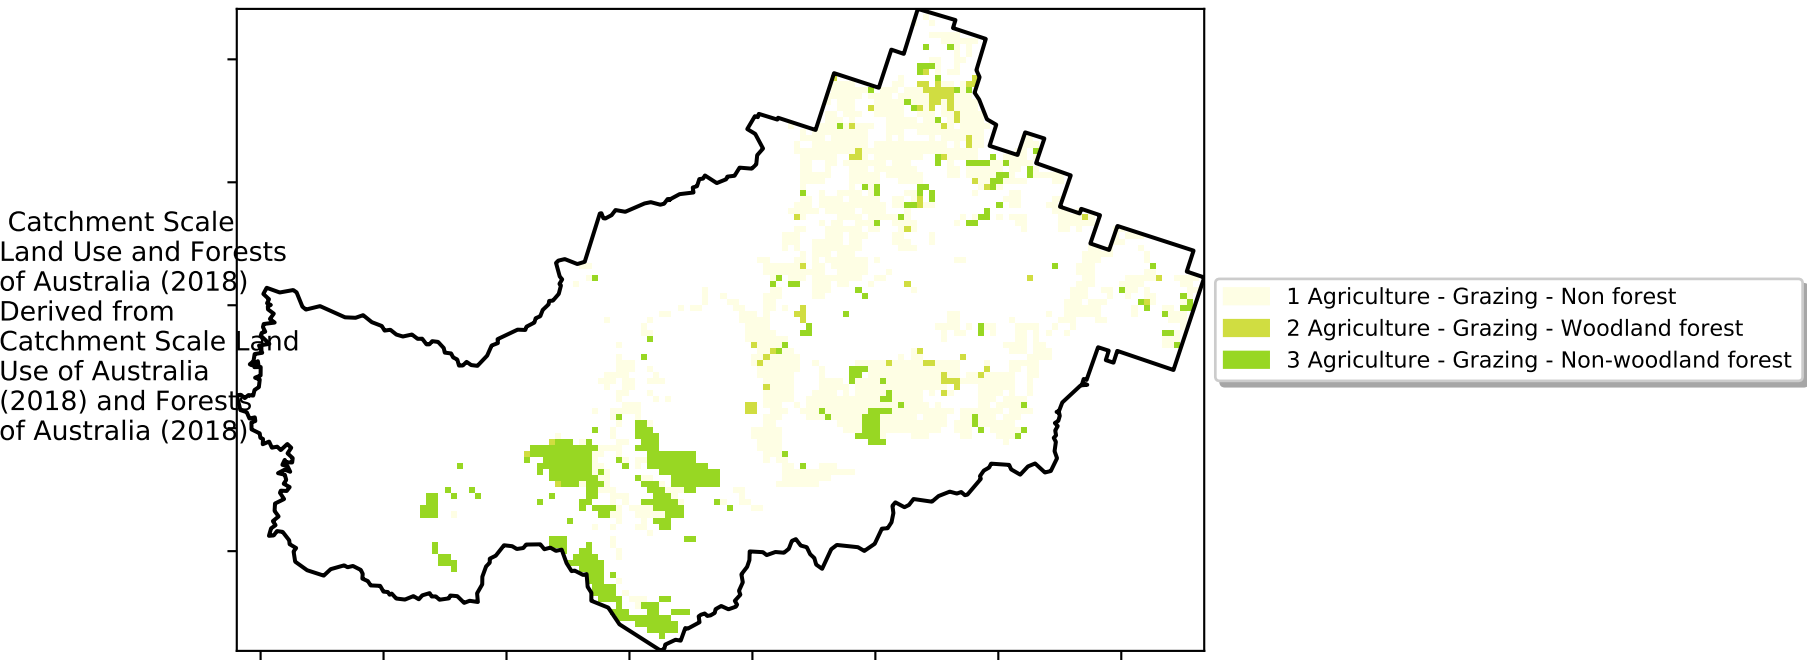 Catchment Scale
Land Use and Forests
of Australia (2018)
Derived from
Catchment Scale Land
Use of Australia
(2018) and Forests
of Australia (2018)
1 Agriculture - Grazing - Non forest
2 Agriculture - Grazing - Woodland forest
3 Agriculture - Grazing - Non-woodland forest